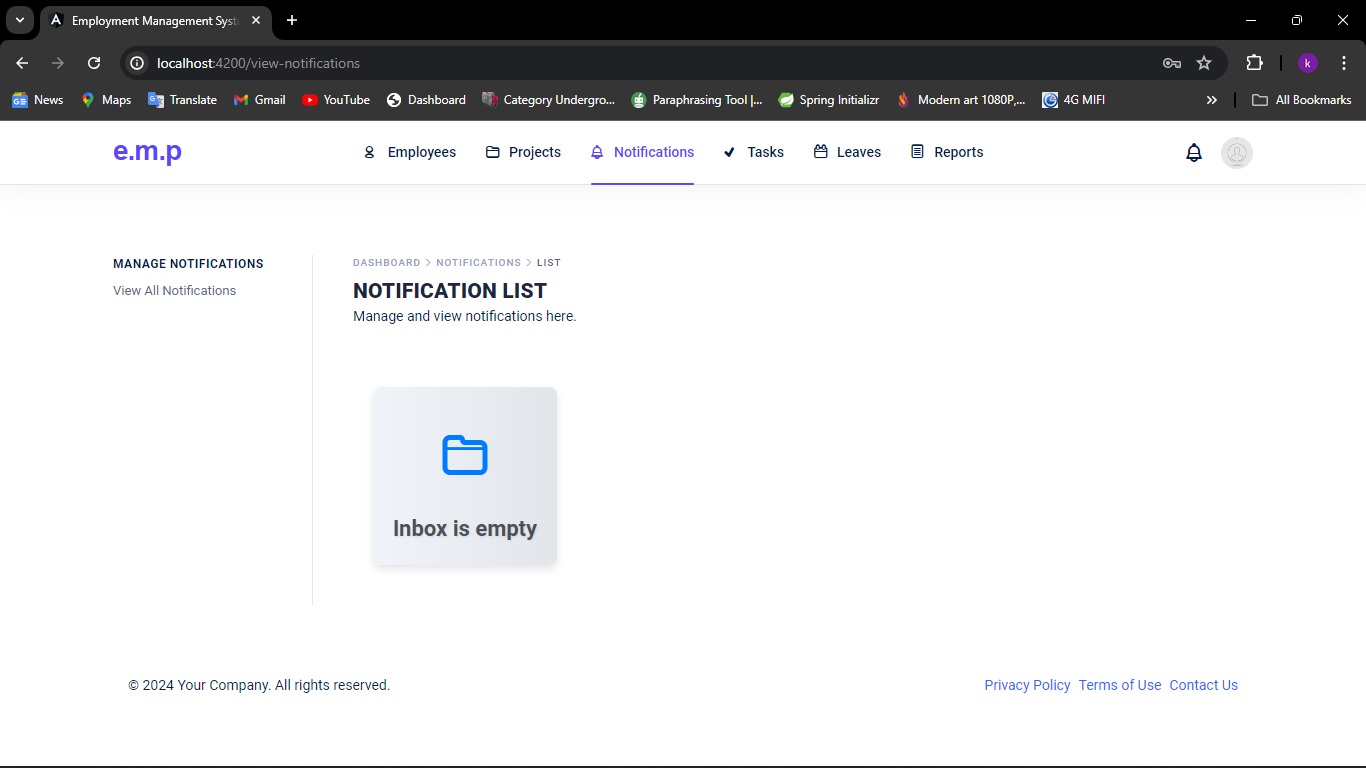 Employment Management Syst
localhost:4200/view-notifications
k
News Maps Translate Gmail YouTube Dashboard Category Undergro... Paraphrasing Tool |... Spring Initializr Modern art 1080P,... 4G MIFI » All Bookmarks
e.m.p Employees Projects Notifications Tasks Leaves Reports
MANAGE NOTIFICATIONS
View All Notifications
DASHBOARD > NOTIFICATIONS > LIST
NOTIFICATION LIST
Manage and view notifications here.
Inbox is empty
© 2024 Your Company. All rights reserved. Privacy Policy Terms of Use Contact Us